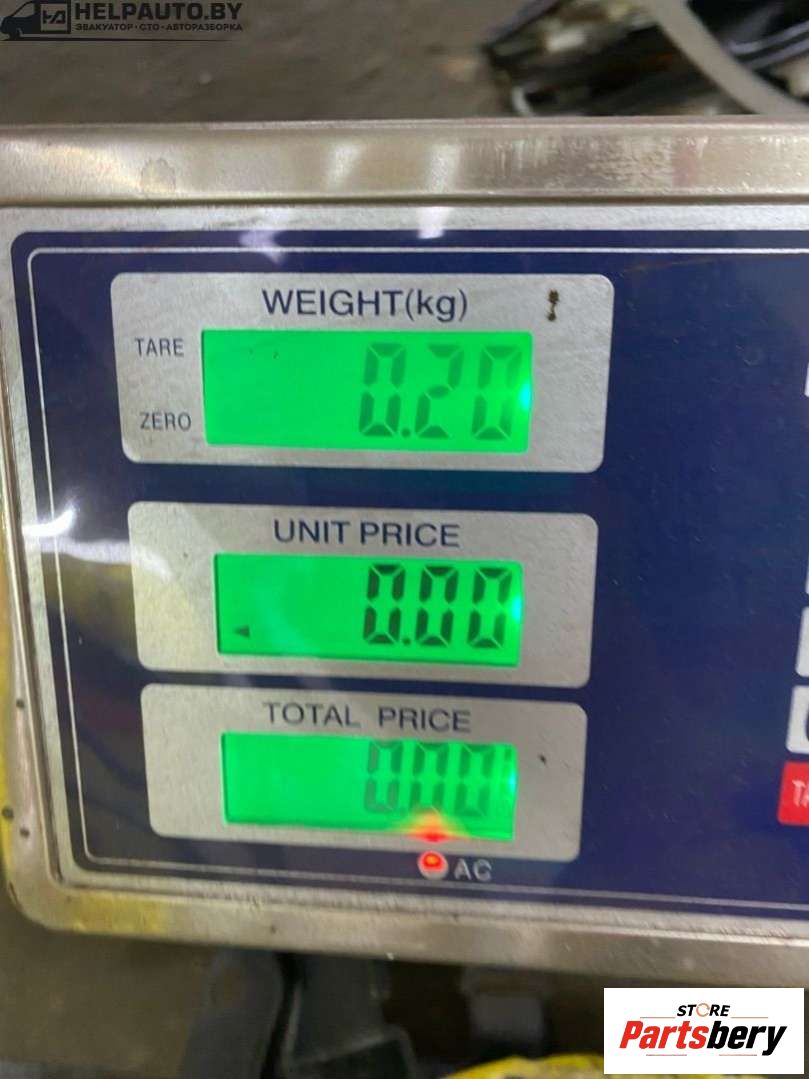 HELPAUTO.BY
ЭВАКУАТОР • СТО • АВТОРАЗБОРКА
WEIGHT(kg)
TARE
0.20
ZERO
UNIT PRICE
0.00
TOTAL PRICE
0.00
AC
STORE
Partsbery